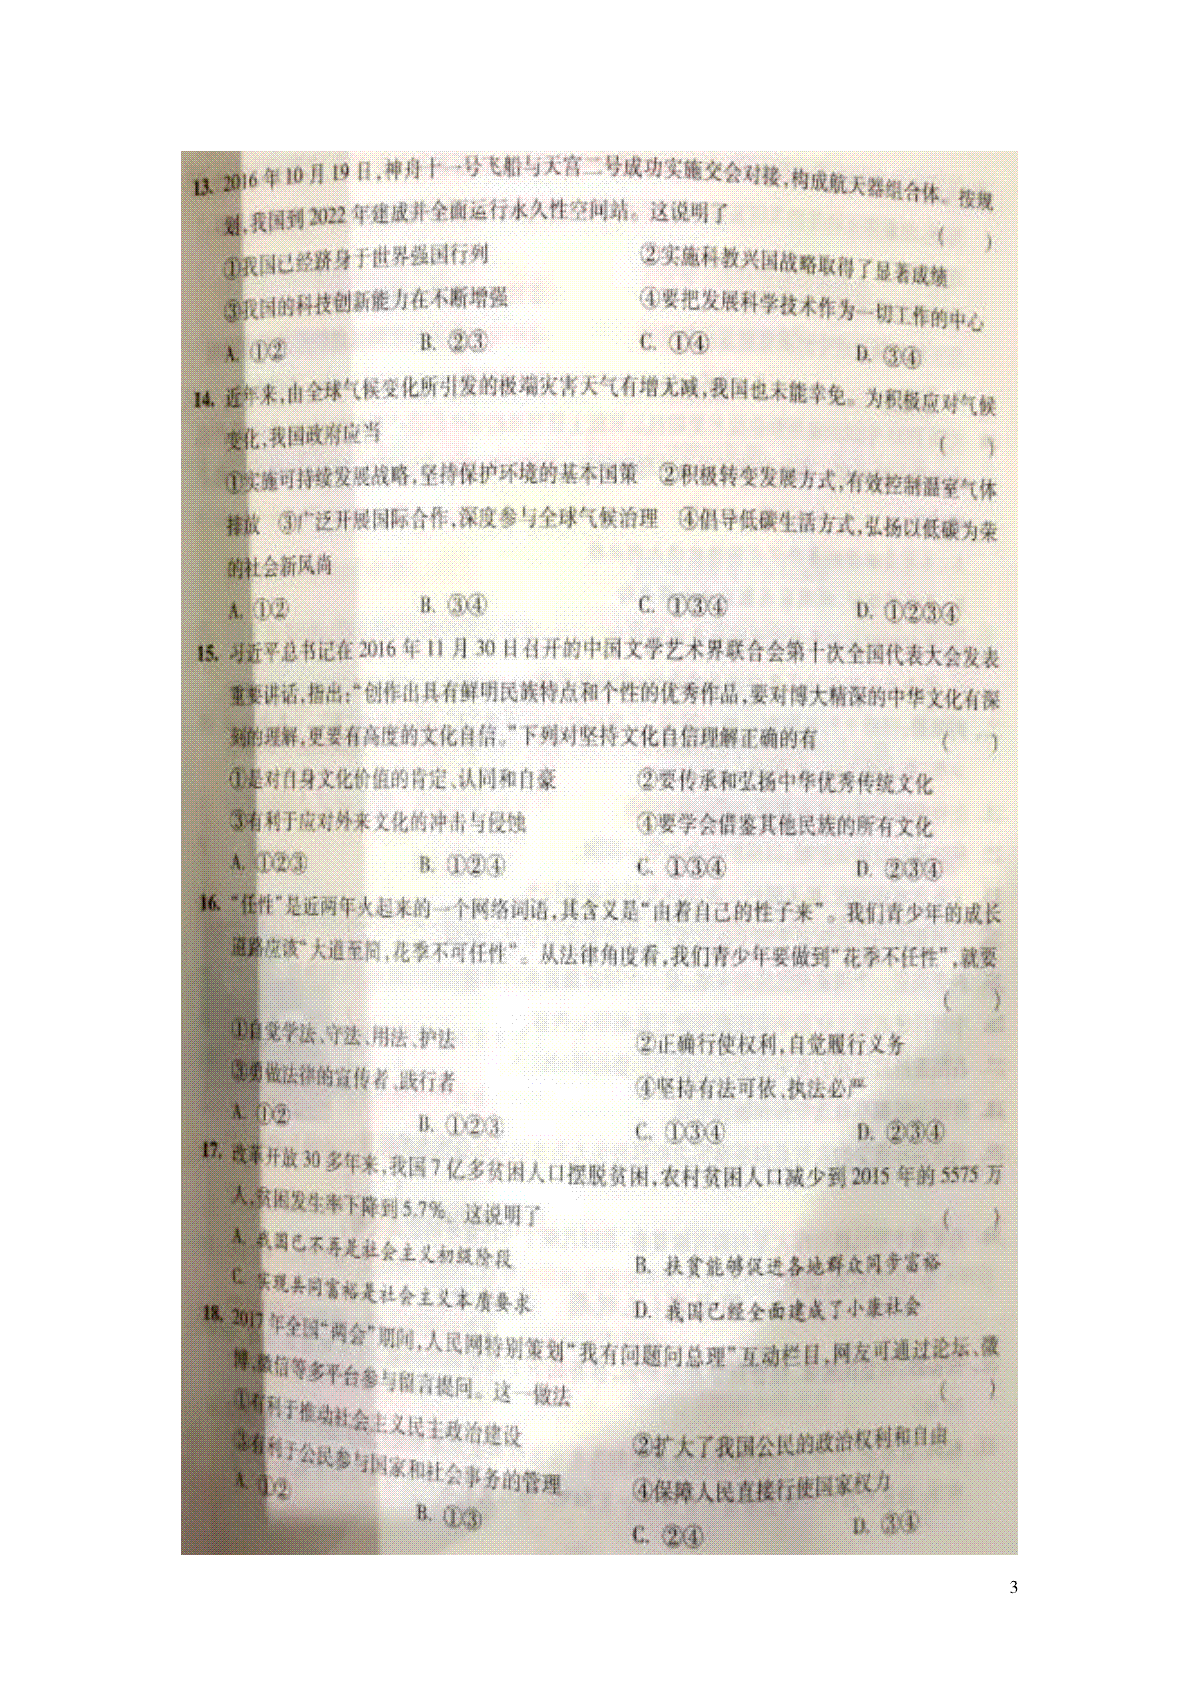 13. 2016年10月19日,神舟十一号飞船与天宫二号成功实施交会对接,构成航天器组合体。按规
划,我国到2022年建成并全面运行永久性空间站。这说明了 ( )
①我国已经跻身于世界强国行列 ②实施科教兴国战略取得了显著成绩
③我国的科技创新能力在不断增强 ④要把发展科学技术作为一切工作的中心
A. ①② B. ②③ C. ①④ D. ③④
14. 近年来,由全球气候变化所引发的极端灾害天气有增无减,我国也未能幸免。为积极应对气候
变化,我国政府应当 ( )
①实施可持续发展战略,坚持保护环境的基本国策 ②积极转变发展方式,有效控制温室气体
排放 ③广泛开展国际合作,深度参与全球气候治理 ④倡导低碳生活方式,弘扬以低碳为荣
的社会新风尚
A. ①② B. ③④ C. ①③④ D. ①②③④
15. 习近平总书记在2016年11月30日召开的中国文学艺术界联合会第十次全国代表大会发表
重要讲话,指出:“创作出具有鲜明民族特点和个性的优秀作品,要对博大精深的中华文化有深
刻的理解,更要有高度的文化自信。”下列对坚持文化自信理解正确的有 ( )
①是对自身文化价值的肯定、认同和自豪 ②要传承和弘扬中华优秀传统文化
③有利于应对外来文化的冲击与侵蚀 ④要学会借鉴其他民族的所有文化
A. ①②③ B. ①②④ C. ①③④ D. ②③④
16. “任性”是近两年火起来的一个网络词语,其含义是“由着自己的性子来”。我们青少年的成长
道路应该“大道至简,花季不可任性”。从法律角度看,我们青少年要做到“花季不任性”,就要
( )
①自觉学法、守法、用法、护法 ②正确行使权利,自觉履行义务
③勇做法律的宣传者、践行者 ④坚持有法可依,执法必严
A. ①② B. ①②③ C. ①③④ D. ②③④
17. 改革开放30多年来,我国7亿多贫困人口摆脱贫困,农村贫困人口减少到2015年的5575万
人,贫困发生率下降到5.7%。这说明了 ( )
A. 我国已不再是社会主义初级阶段 B. 扶贫能够促进各地群众同步富裕
C. 实现共同富裕是社会主义本质要求 D. 我国已经全面建成了小康社会
18. 2017年全国“两会”期间,人民网特别策划“我有问题问总理”互动栏目,网友可通过论坛、微
博、微信等多平台参与留言提问。这一做法 ( )
①有利于推动社会主义民主政治建设 ②扩大了我国公民的政治权利和自由
③有利于公民参与国家和社会事务的管理 ④保障人民直接行使国家权力
A. ①② B. ①③ C. ②④ D. ③④
3